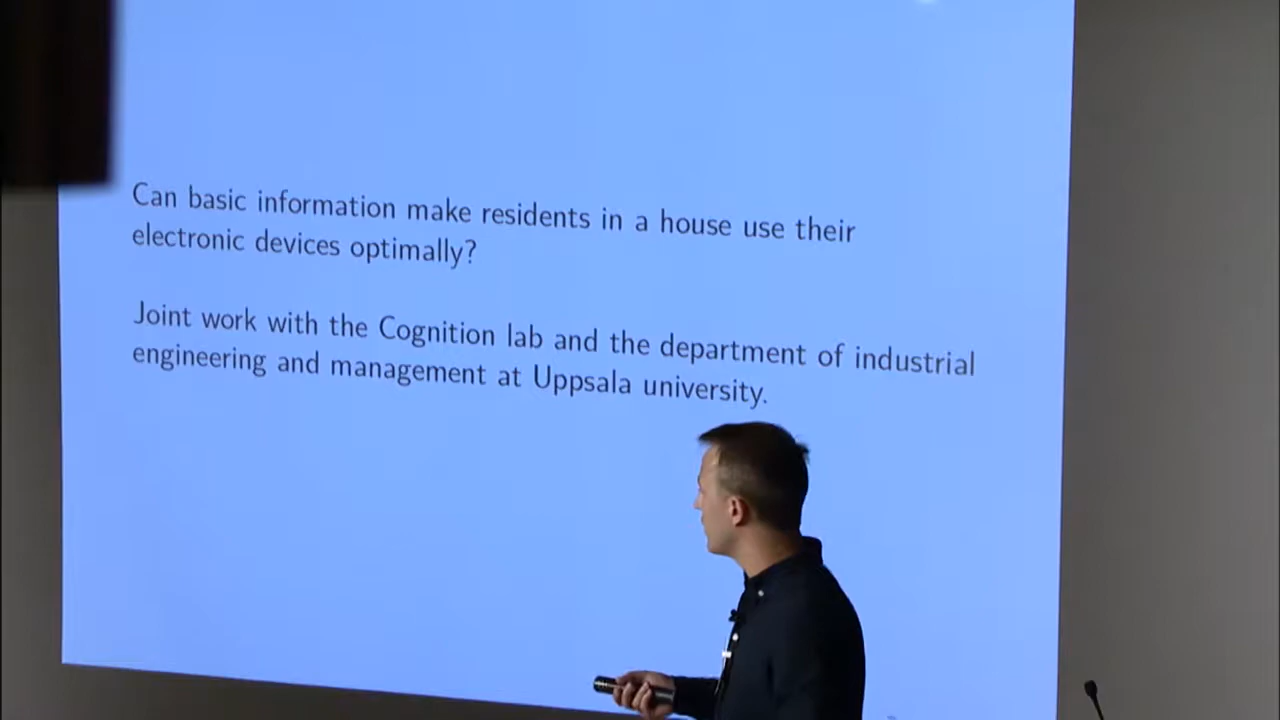 Can basic information make residents in a house use their
electronic devices optimally?
Joint work with the Cognition lab and the department of industrial
engineering and management at Uppsala university.